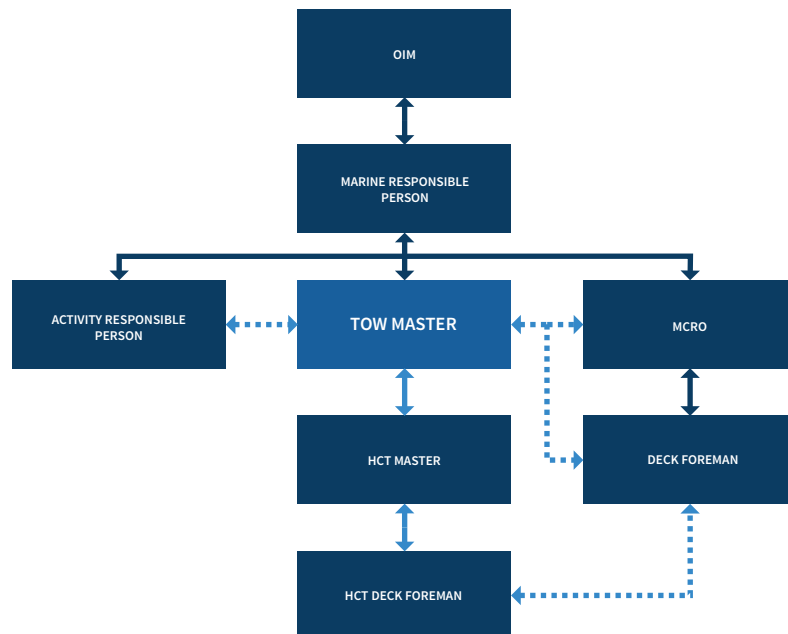 OIM
MARINE RESPONSIBLE
PERSON
ACTIVITY RESPONSIBLE
PERSON
TOW MASTER
MCRO
HCT MASTER
DECK FOREMAN
HCT DECK FOREMAN